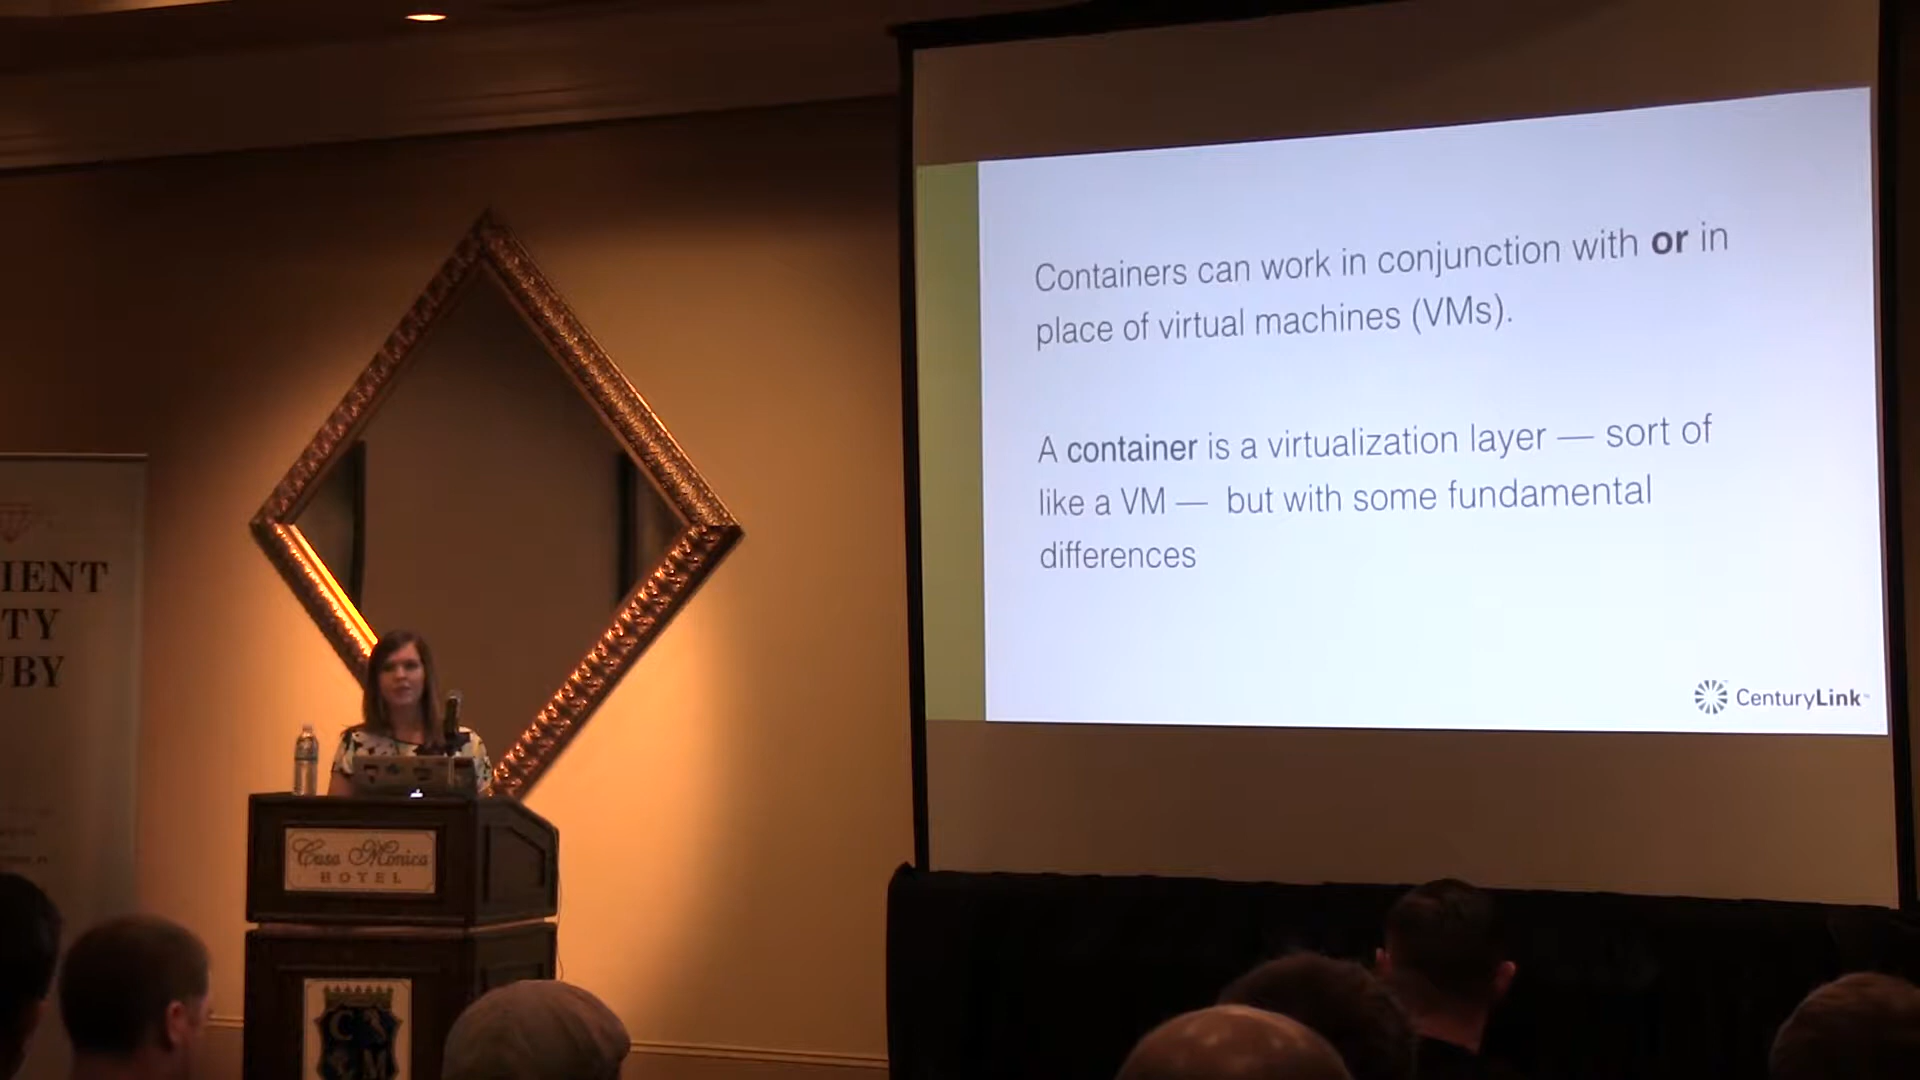 Containers can work in conjunction with or in
place of virtual machines (VMs).
A container is a virtualization layer — sort of
like a VM — but with some fundamental
differences
CenturyLink
IENT
TY
UBY
Casa Monica
HOTEL
C
M